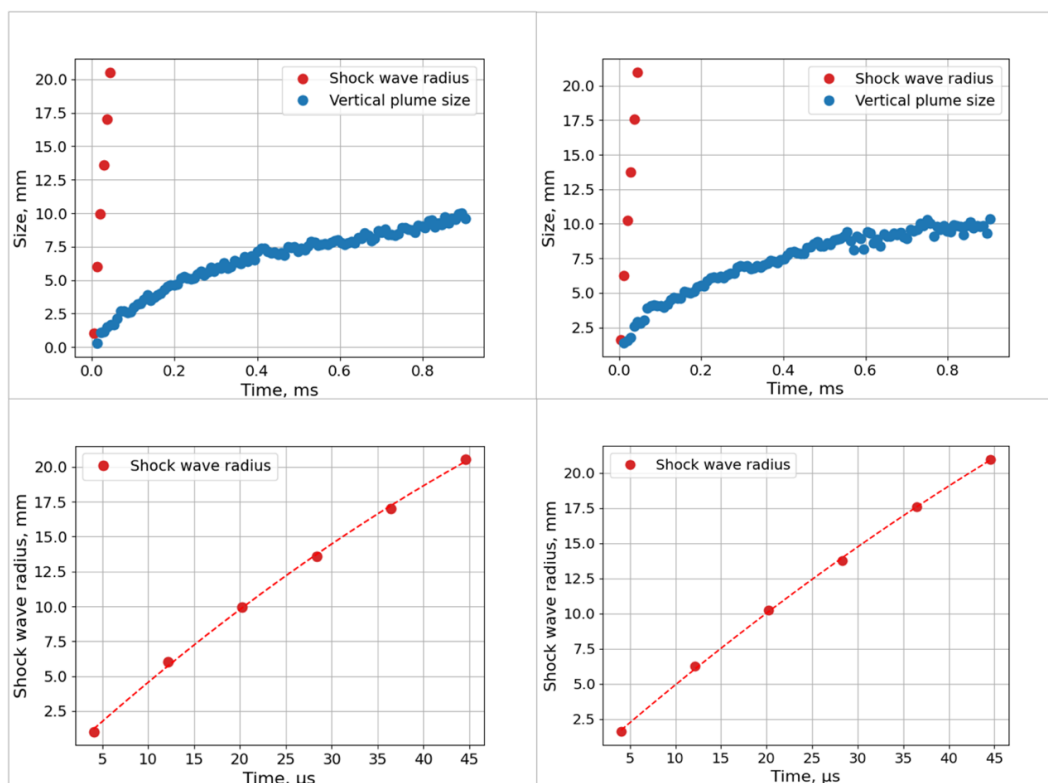 20.0
17.5
15.0
12.5
10.0
7.5
5.0
2.5
0.0
Size, mm
Shock wave radius
Vertical plume size
0.0 0.2 0.4 0.6 0.8
Time, ms
20.0
17.5
15.0
12.5
10.0
7.5
5.0
2.5
Size, mm
Shock wave radius
Vertical plume size
0.0 0.2 0.4 0.6 0.8
Time, ms
20.0
17.5
15.0
12.5
10.0
7.5
5.0
2.5
Shock wave radius, mm
Shock wave radius
5 10 15 20 25 30 35 40 45
Time, μs
20.0
17.5
15.0
12.5
10.0
7.5
5.0
2.5
Shock wave radius, mm
Shock wave radius
5 10 15 20 25 30 35 40 45
Time, μs